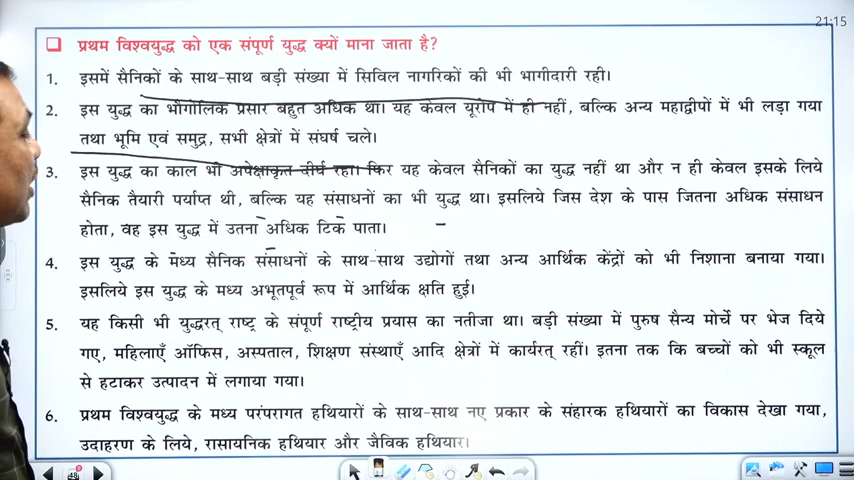 21:15
प्रथम विश्वयुद्ध को एक संपूर्ण युद्ध क्यों माना जाता है?
1. इसमें सैनिकों के साथ-साथ बड़ी संख्या में सिविल नागरिकों की भी भागीदारी रही।
2. इस युद्ध का भौगोलिक प्रसार बहुत अधिक था। यह केवल यूरोप में ही नहीं, बल्कि अन्य महाद्वीपों में भी लड़ा गया
तथा भूमि एवं समुद्र, सभी क्षेत्रों में संघर्ष चले।
3. इस युद्ध का काल भी अपेक्षाकृत दीर्घ रहा। फिर यह केवल सैनिकों का युद्ध नहीं था और न ही केवल इसके लिये
सैनिक तैयारी पर्याप्त थी, बल्कि यह संसाधनों का भी युद्ध था। इसलिये जिस देश के पास जितना अधिक संसाधन
होता, वह इस युद्ध में उतना अधिक टिक पाता।
4. इस युद्ध के मध्य सैनिक संसाधनों के साथ-साथ उद्योगों तथा अन्य आर्थिक केंद्रों को भी निशाना बनाया गया।
इसलिये इस युद्ध के मध्य अभूतपूर्व रूप में आर्थिक क्षति हुई।
5. यह किसी भी युद्धरत् राष्ट्र के संपूर्ण राष्ट्रीय प्रयास का नतीजा था। बड़ी संख्या में पुरुष सैन्य मोर्चे पर भेज दिये
गए, महिलाएँ ऑफिस, अस्पताल, शिक्षण संस्थाएँ आदि क्षेत्रों में कार्यरत् रहीं। इतना तक कि बच्चों को भी स्कूल
से हटाकर उत्पादन में लगाया गया।
6. प्रथम विश्वयुद्ध के मध्य परंपरागत हथियारों के साथ-साथ नए प्रकार के संहारक हथियारों का विकास देखा गया,
उदाहरण के लिये, रासायनिक हथियार और जैविक हथियार।
48